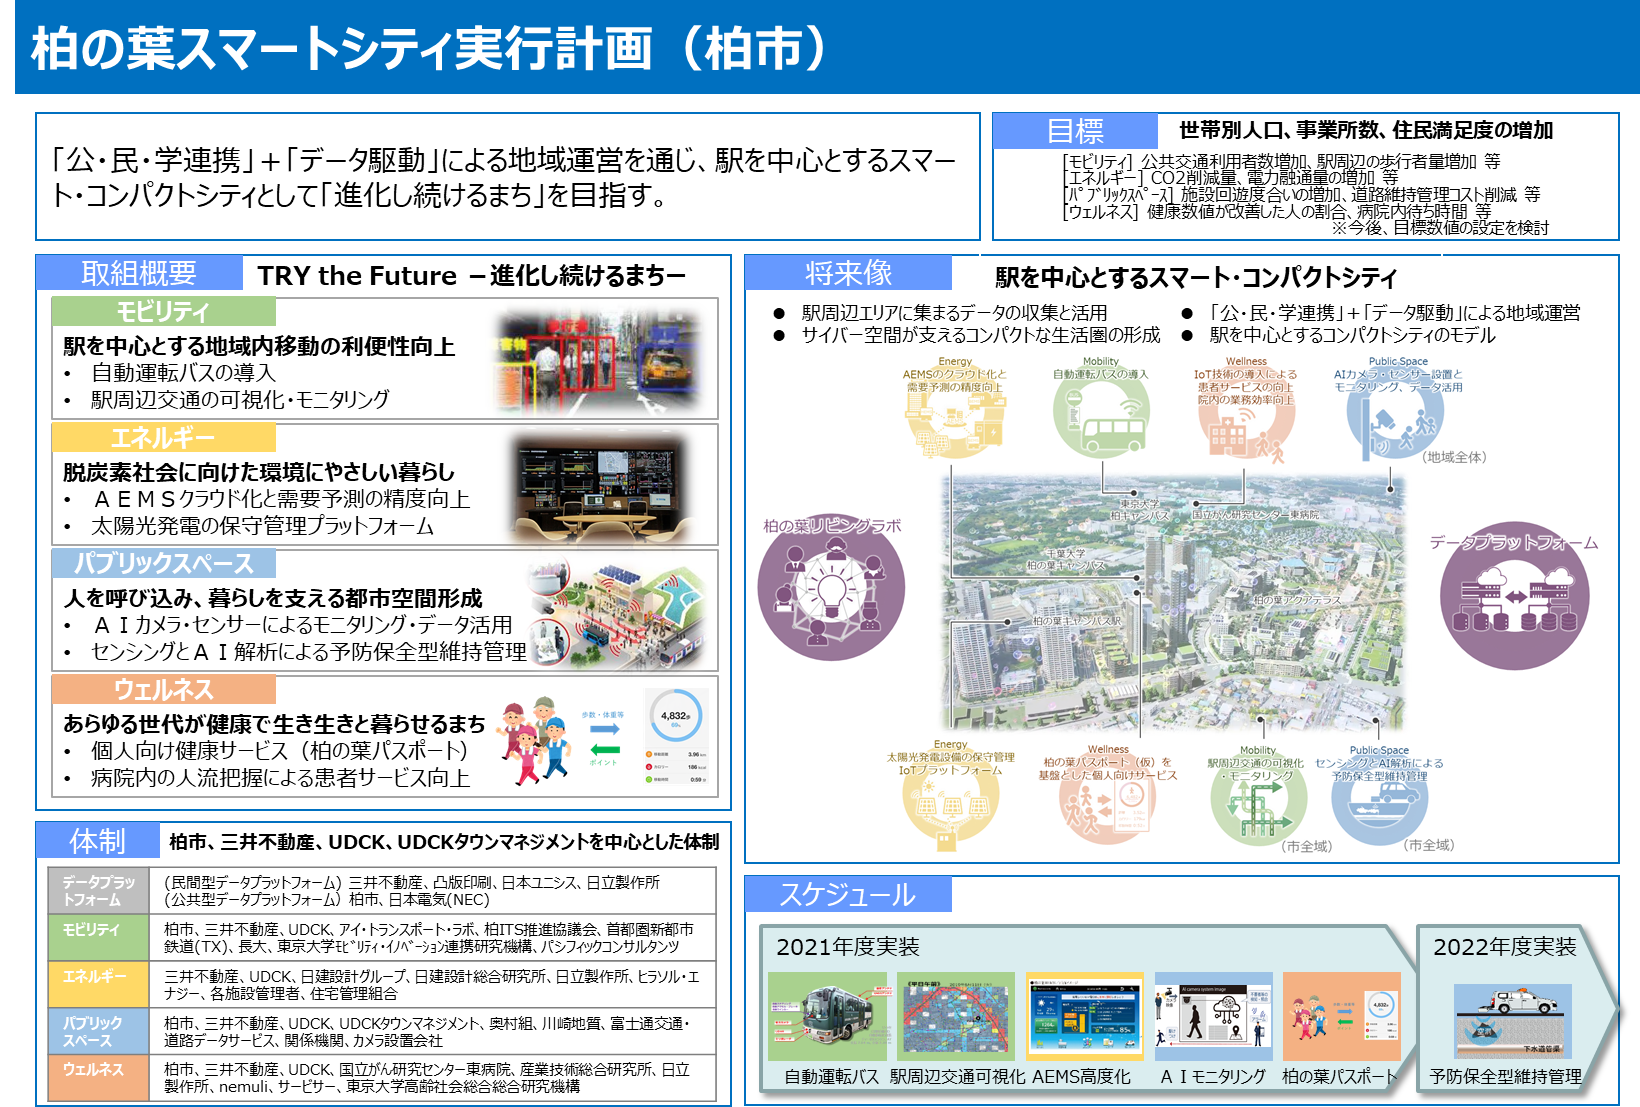 柏の葉スマートシティ実行計画（柏市）
「公・民・学連携」＋「データ駆動」による地域運営を通じ、駅を中心とするスマー
ト・コンパクトシティとして「進化し続けるまち」を目指す。
目標
世帯別人口、事業所数、住民満足度の増加
[モビリティ] 公共交通利用者数増加、駅周辺の歩行者量増加 等
[エネルギー] CO2削減量、電力融通量の増加 等
[ﾊﾟﾌﾞﾘｯｸｽﾍﾟｰｽ] 施設回遊度合いの増加、道路維持管理コスト削減 等
[ウェルネス] 健康数値が改善した人の割合、病院内待ち時間 等
※今後、目標数値の設定を検討
取組概要
TRY the Future －進化し続けるまち－
モビリティ
駅を中心とする地域内移動の利便性向上
• 自動運転バスの導入
• 駅周辺交通の可視化・モニタリング
エネルギー
脱炭素社会に向けた環境にやさしい暮らし
• ＡＥＭＳクラウド化と需要予測の精度向上
• 太陽光発電の保守管理プラットフォーム
パブリックスペース
人を呼び込み、暮らしを支える都市空間形成
• ＡＩカメラ・センサーによるモニタリング・データ活用
• センシングとＡＩ解析による予防保全型維持管理
ウェルネス
あらゆる世代が健康で生き生きと暮らせるまち
• 個人向け健康サービス（柏の葉パスポート）
• 病院内の人流把握による患者サービス向上
歩数・体重等
ポイント
4,832歩
体制
柏市、三井不動産、UDCK、UDCKタウンマネジメントを中心とした体制
データプラッ
トフォーム
(民間型データプラットフォーム) 三井不動産、凸版印刷、日本ユニシス、日立製作所
(公共型データプラットフォーム) 柏市、日本電気(NEC)
モビリティ
柏市、三井不動産、UDCK、アイ・トランスポート・ラボ、柏ITS推進協議会、首都圏新都市
鉄道(TX)、長大、東京大学ﾓﾋﾞﾘﾃｨ･ｲﾉﾍﾞｰｼｮﾝ連携研究機構、パシフィックコンサルタンツ
エネルギー
三井不動産、UDCK、日建設計グループ、日建設計総合研究所、日立製作所、ヒラソル・エ
ナジー、各施設管理者、住宅管理組合
パブリック
スペース
柏市、三井不動産、UDCK、UDCKタウンマネジメント、奥村組、川崎地質、富士通交通・
道路データサービス、関係機関、カメラ設置会社
ウェルネス
柏市、三井不動産、UDCK、国立がん研究センター東病院、産業技術総合研究所、日立
製作所、nemuli、サービサー、東京大学高齢社会総合総合研究機構
将来像
駅を中心とするスマート・コンパクトシティ
● 駅周辺エリアに集まるデータの収集と活用
● サイバー空間が支えるコンパクトな生活圏の形成
● 「公・民・学連携」＋「データ駆動」による地域運営
● 駅を中心とするコンパクトシティのモデル
Energy
AEMSのクラウド化と
需要予測の精度向上
Mobility
自動運転バスの導入
Wellness
IoT技術の導入による
患者サービスの向上
院内の業務効率向上
Public Space
AIカメラ・センサー設置と
モニタリング、データ活用
（地域全体）
東京大学
柏キャンパス
国立がん研究センター東病院
千葉大学
柏の葉キャンパス
柏の葉アクアテラス
柏の葉キャンパス駅
柏の葉リビングラボ
データプラットフォーム
Energy
太陽光発電設備の保守管理
IoTプラットフォーム
Wellness
柏の葉パスポート（仮）を
基盤とした個人向けサービス
Mobility
駅周辺交通の可視化
・モニタリング
（市全域）
Public Space
センシングとAI解析による
予防保全型維持管理
（市全域）
スケジュール
2021年度実装
自動運転バス
駅周辺交通可視化
AEMS高度化
ＡＩモニタリング
柏の葉パスポート
2022年度実装
空洞
下水道管渠
予防保全型維持管理